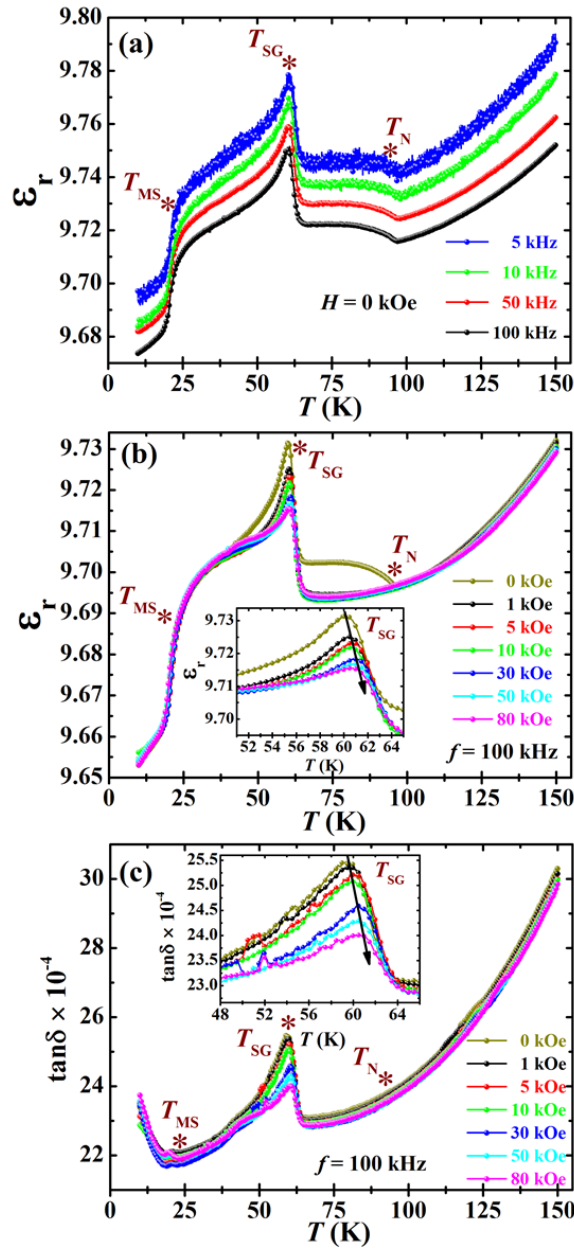 (a)
9.80
9.78
9.76
9.74
9.72
9.70
9.68
ε_r
T_SG
*
T_N
*
T_MS
*
5 kHz
10 kHz
50 kHz
100 kHz
H = 0 kOe
0 25 50 75 100 125 150
T (K)
(b)
9.73
9.72
9.71
9.70
9.69
9.68
9.67
9.66
9.65
ε_r
* T_SG
T_N
*
T_MS *
0 kOe
1 kOe
5 kOe
10 kOe
30 kOe
50 kOe
80 kOe
f = 100 kHz
9.73
9.72
9.71
9.70
ε_r
T_SG
52 54 56 58 60 62 64
T (K)
0 25 50 75 100 125 150
T (K)
(c)
30
28
26
24
22
tanδ × 10⁻⁴
25.5
25.0
24.5
24.0
23.5
23.0
tanδ × 10⁻⁴
T_SG
48 52 56 60 64
T (K)
T_SG *
T_N *
T_MS
*
0 kOe
1 kOe
5 kOe
10 kOe
30 kOe
50 kOe
80 kOe
f = 100 kHz
0 25 50 75 100 125 150
T (K)